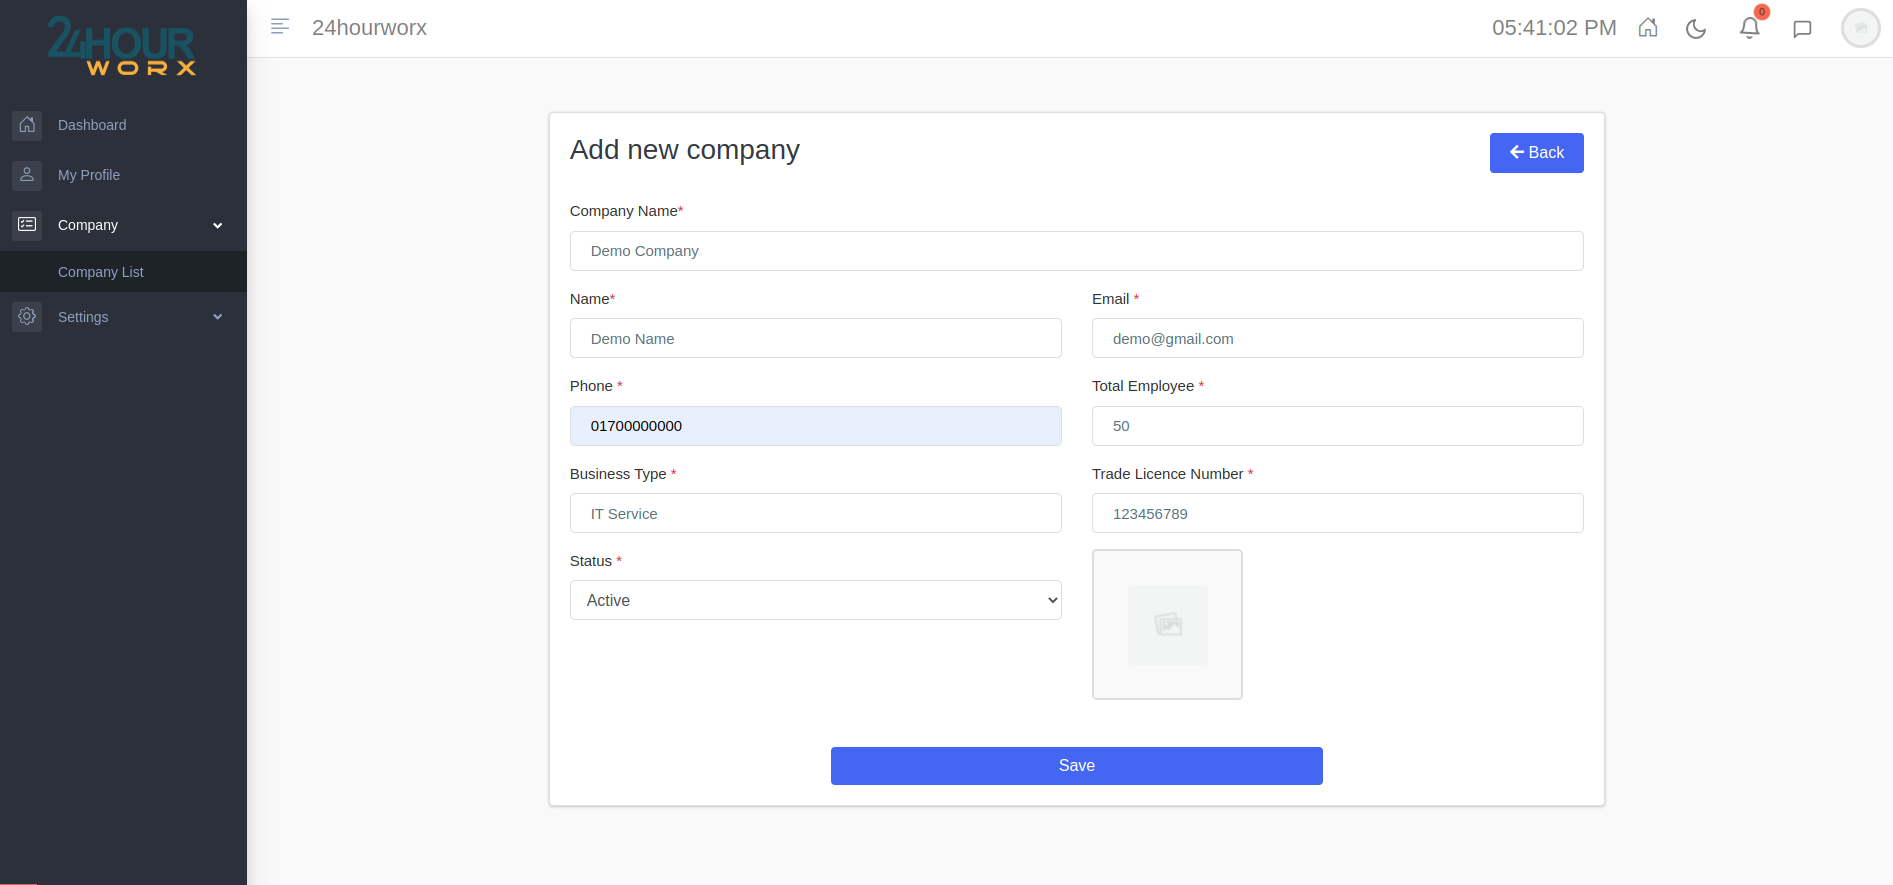 24HOUR
WORX
24hourworx
05:41:02 PM
0
Dashboard
My Profile
Company
Company List
Settings
Add new company
Back
Company Name*
Demo Company
Name*
Email *
Demo Name
demo@gmail.com
Phone *
Total Employee *
01700000000
50
Business Type *
Trade Licence Number *
IT Service
123456789
Status *
Active
Save